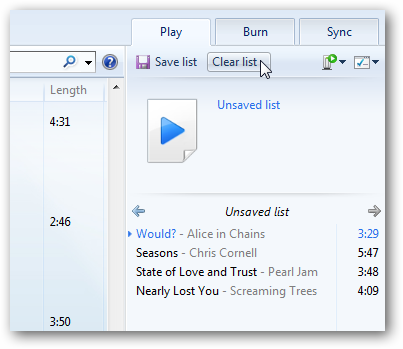 Play Burn Sync
Save list Clear list
Length
Unsaved list
4:31
2:46
3:50
Unsaved list
Would? - Alice in Chains 3:29
Seasons - Chris Cornell 5:47
State of Love and Trust - Pearl Jam 3:48
Nearly Lost You - Screaming Trees 4:09